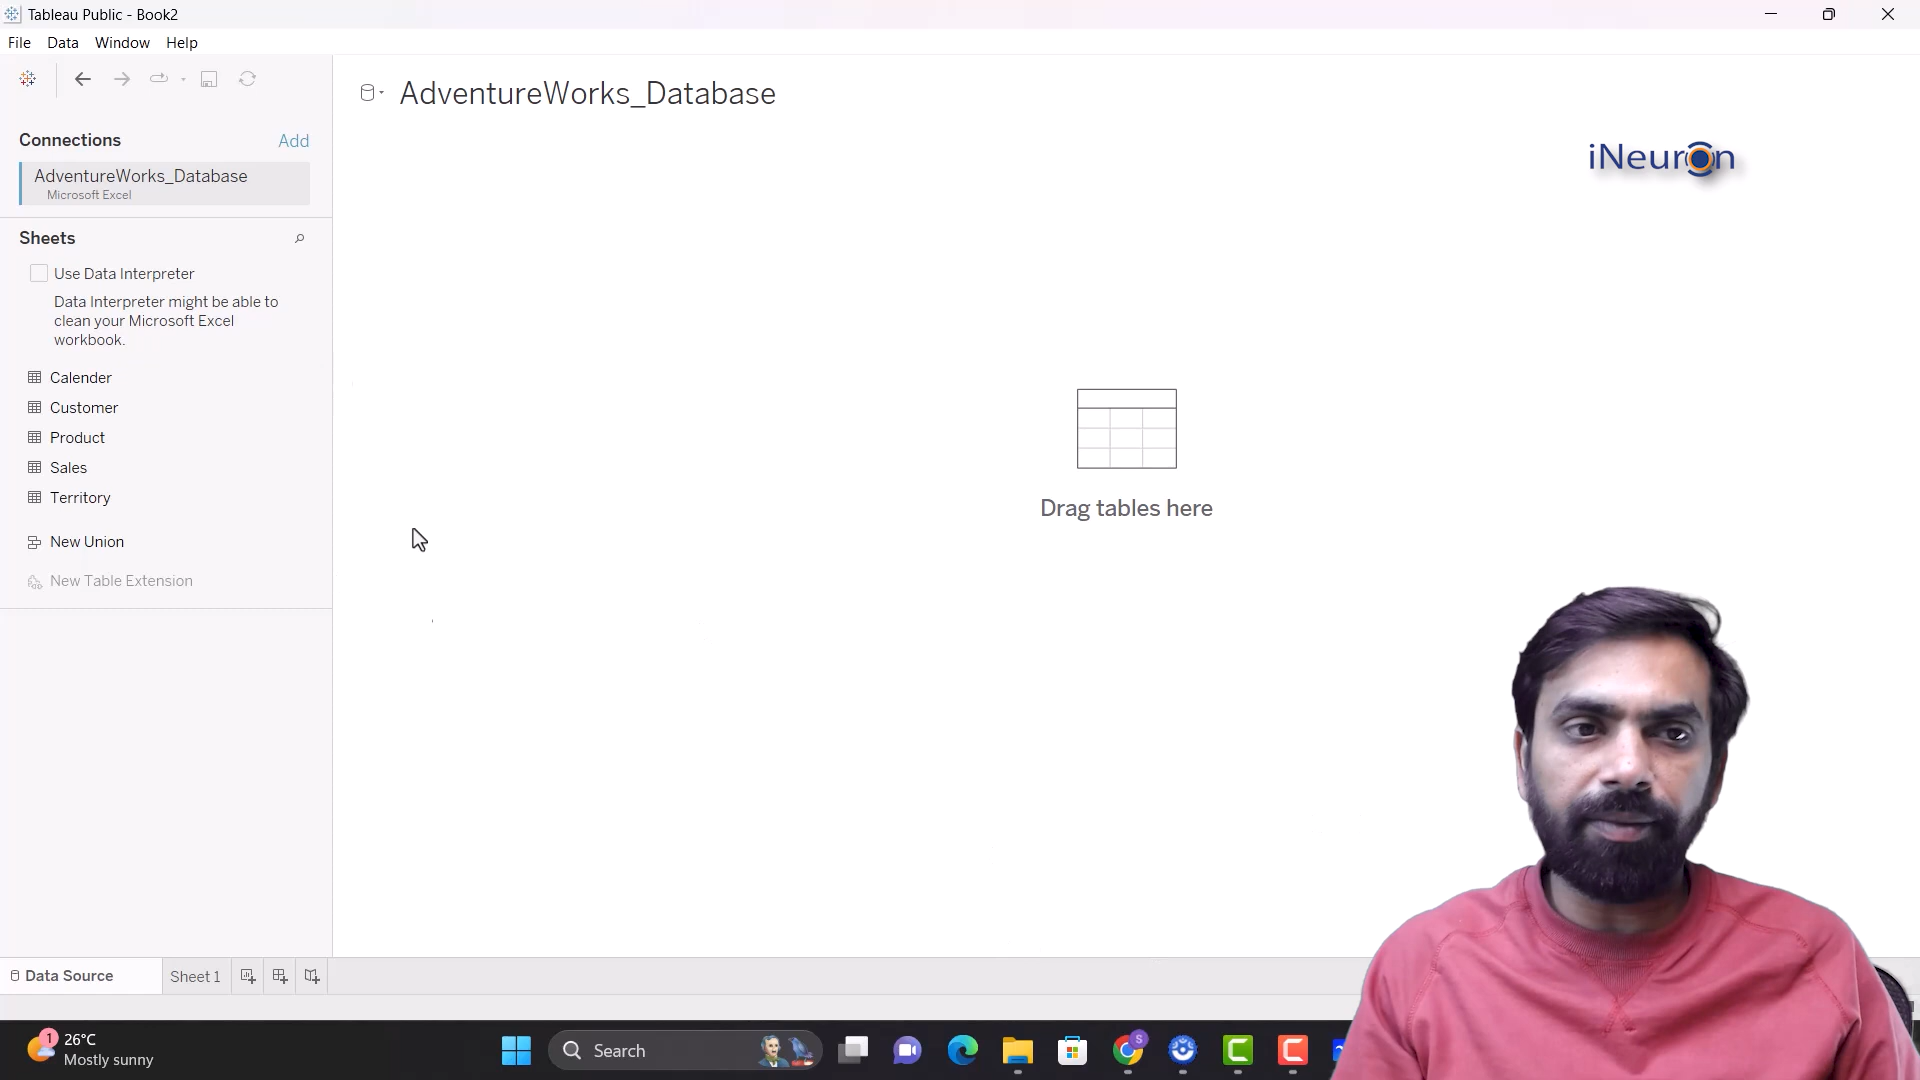 Tableau Public - Book2
File Data Window Help
AdventureWorks_Database
Connections Add
AdventureWorks_Database
Microsoft Excel
iNeuron
Sheets
Use Data Interpreter
Data Interpreter might be able to
clean your Microsoft Excel
workbook.
Calender
Customer
Product
Sales
Territory
New Union
New Table Extension
Drag tables here
Data Source
Sheet 1
1
26°C
Mostly sunny
Search
S